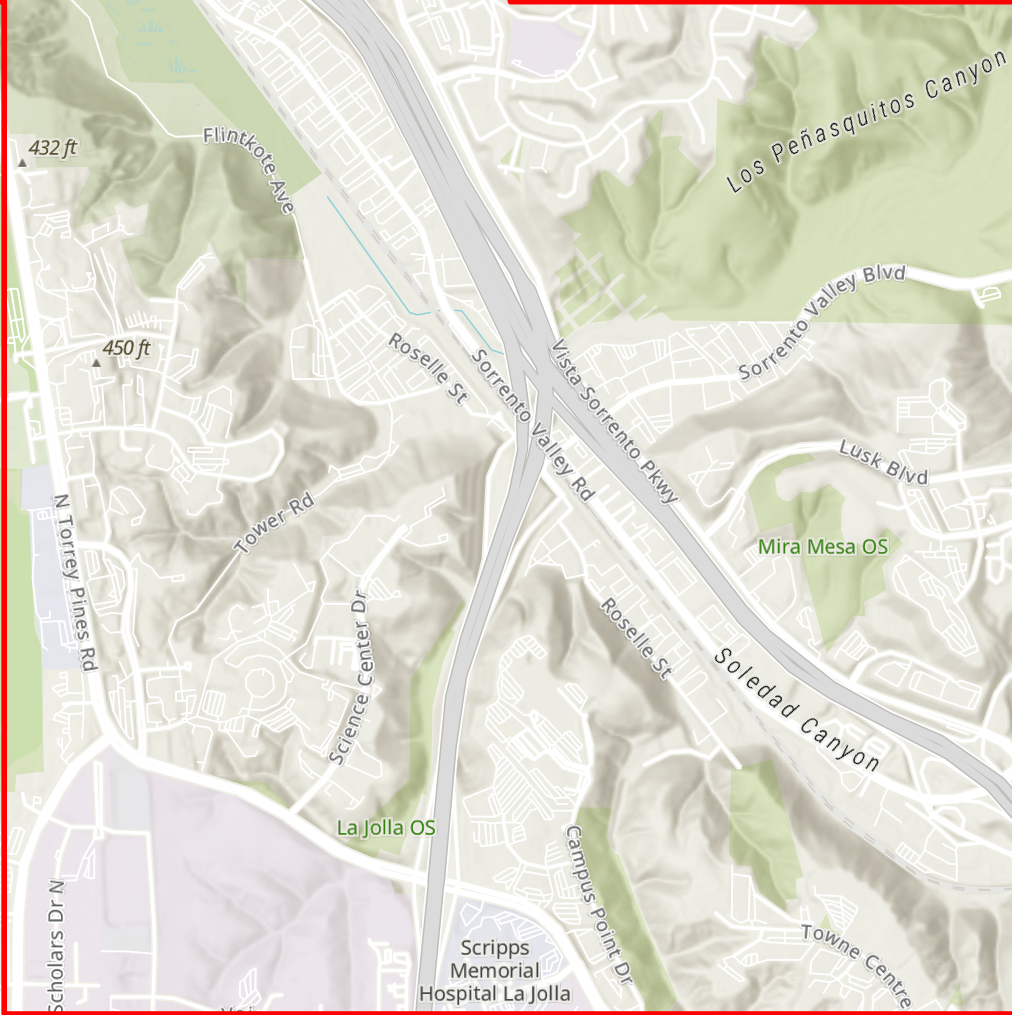 Los Peñasquitos Canyon
Flintkote Ave
432 ft
Sorrento Valley Blvd
450 ft
Roselle St
Vista Sorrento Pkwy
Sorrento Valley Rd
Lusk Blvd
Tower Rd
N Torrey Pines Rd
Mira Mesa OS
Science Center Dr
Roselle St
Soledad Canyon
La Jolla OS
Campus Point Dr
Scholars Dr N
Towne Centre
Scripps
Memorial
Hospital La Jolla